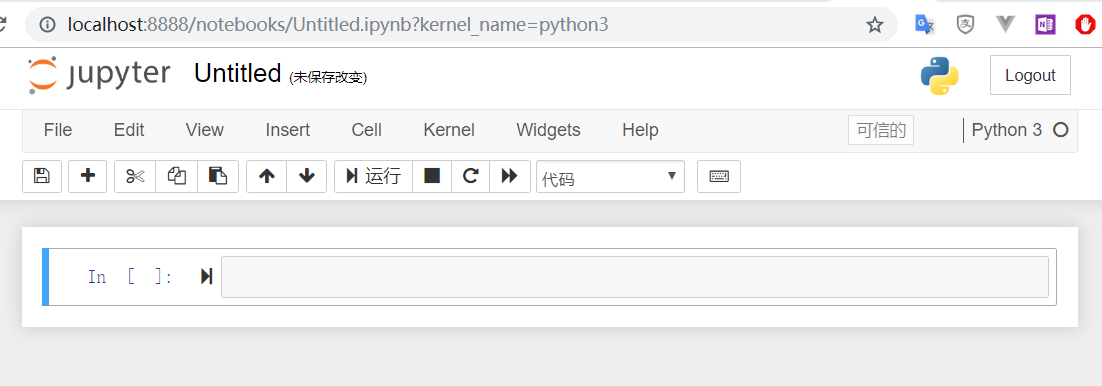 localhost:8888/notebooks/Untitled.ipynb?kernel_name=python3
jupyter Untitled (未保存改变) Logout
File Edit View Insert Cell Kernel Widgets Help 可信的 Python 3
运行 代码
In [ ]: